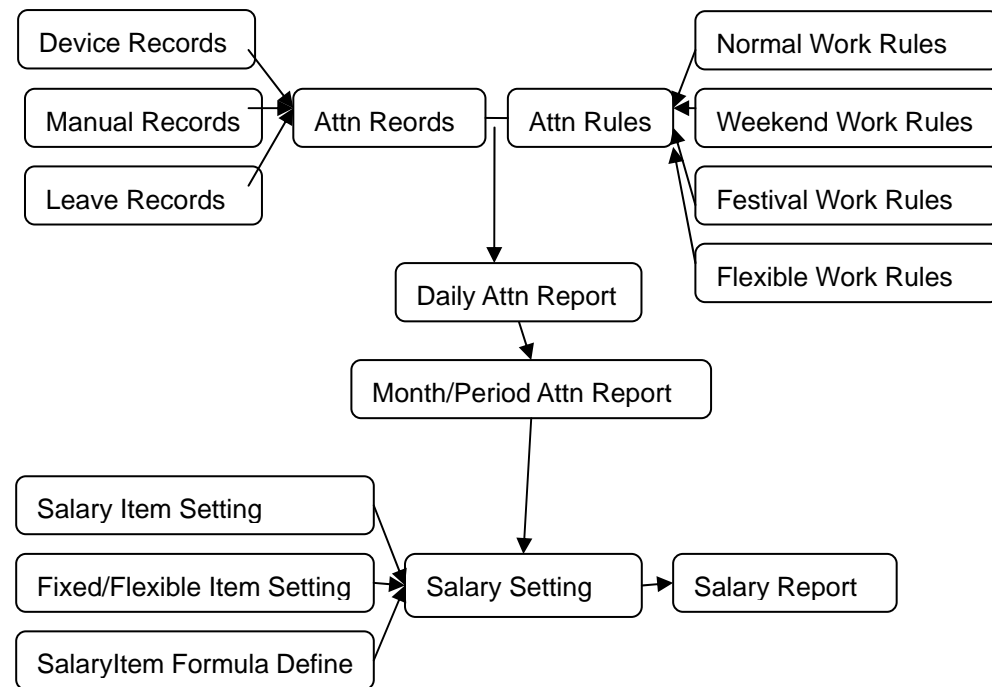 Device Records
Manual Records
Leave Records
Attn Reords
Attn Rules
Normal Work Rules
Weekend Work Rules
Festival Work Rules
Flexible Work Rules
Daily Attn Report
Month/Period Attn Report
Salary Item Setting
Fixed/Flexible Item Setting
SalaryItem Formula Define
Salary Setting
Salary Report